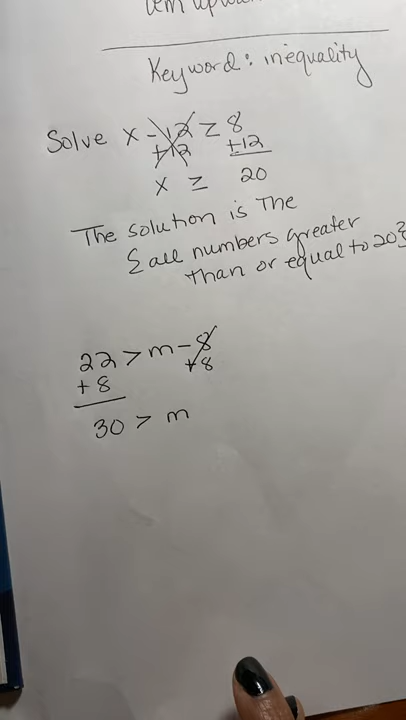 Keyword: inequality
Solve x - 12 ≥ 8
+12 +12
x ≥ 20
The solution is The
{all numbers greater
than or equal to 20}
22 > m - 8
+ 8 +8
30 > m